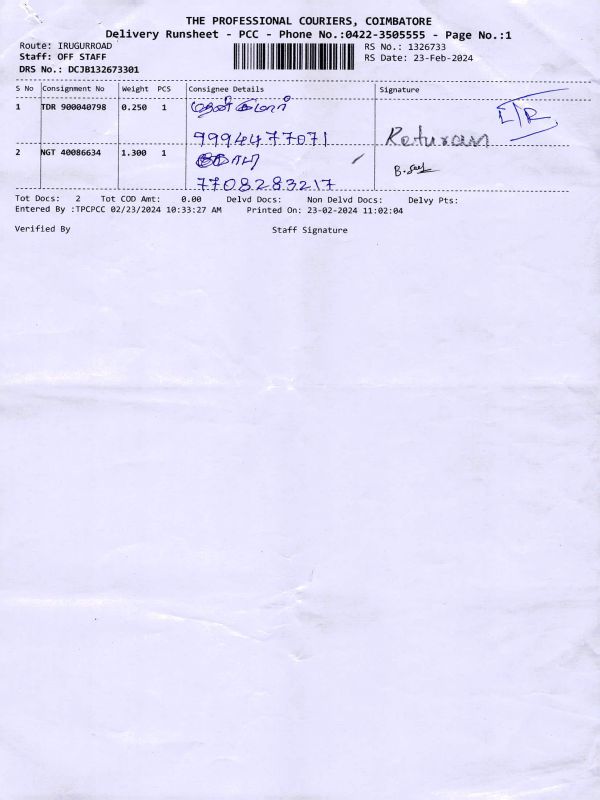 THE PROFESSIONAL COURIERS, COIMBATORE
Delivery Runsheet - PCC - Phone No.:0422-3505555 - Page No.:1
Route: IRUGURROAD RS No.: 1326733
Staff: OFF STAFF RS Date: 23-Feb-2024
DRS No.: DCJB132673301
S No Consignment No Weight PCS Consignee Details Signature
1 TDR 900040798 0.250 1
9994477071 Returan
2 NGT 40086634 1.300 1
7708283217
Tot Docs: 2 Tot COD Amt: 0.00 Delvd Docs: Non Delvd Docs: Delvy Pts:
Entered By :TPCPCC 02/23/2024 10:33:27 AM Printed On: 23-02-2024 11:02:04
Verified By Staff Signature